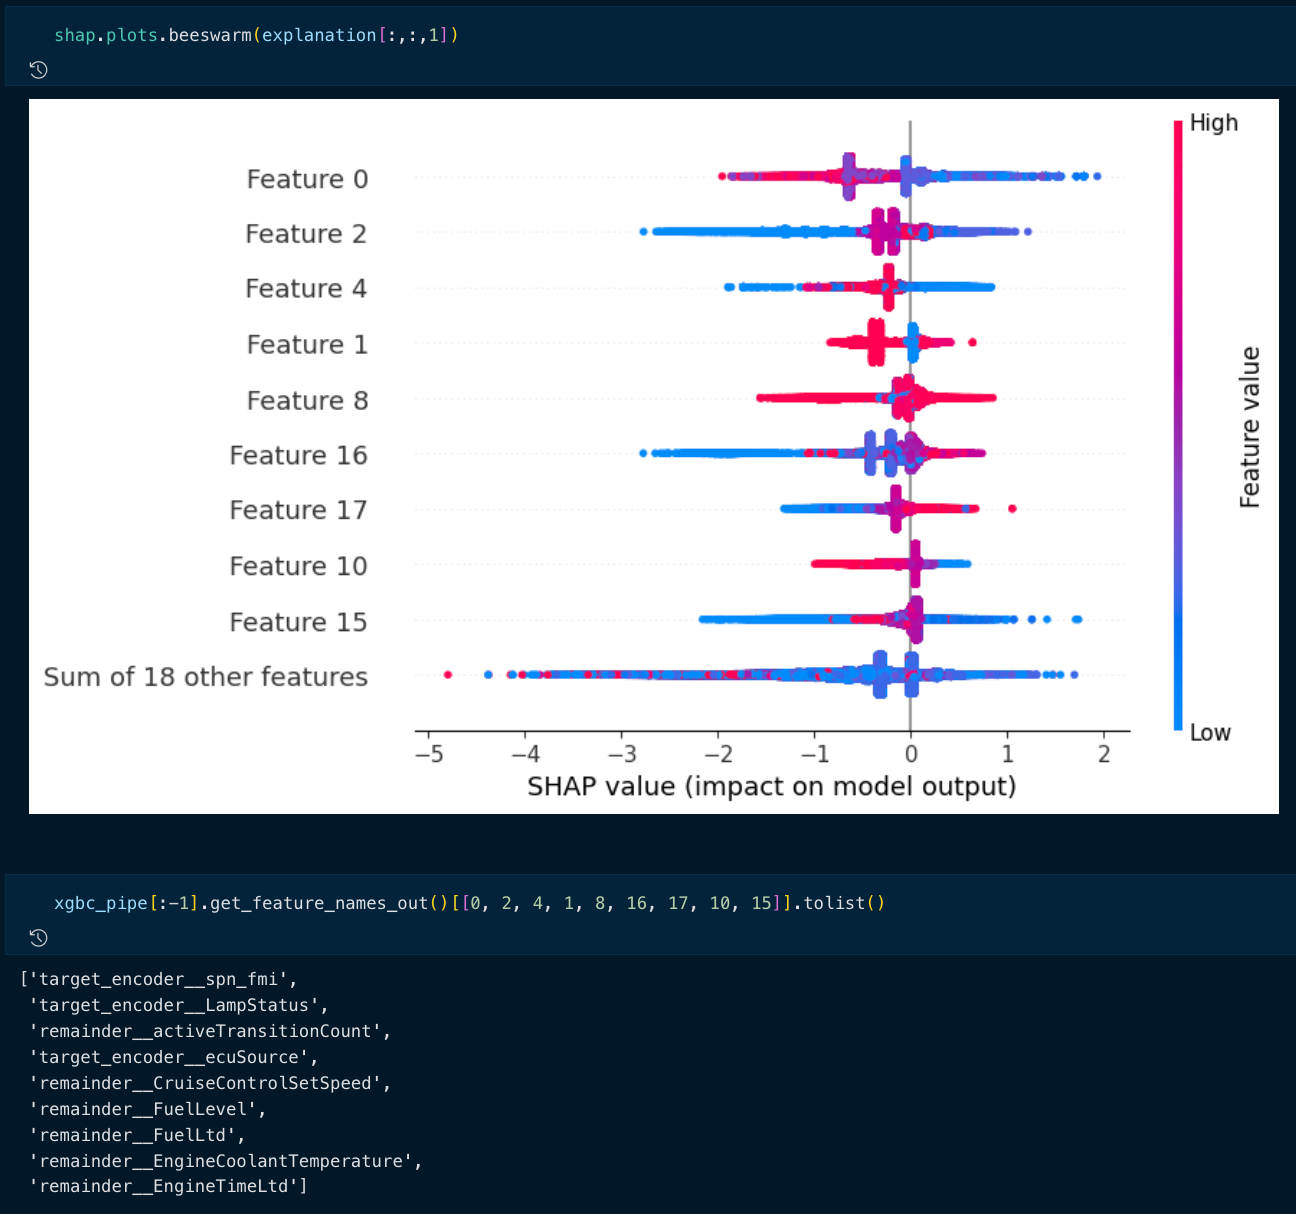 shap.plots.beeswarm(explanation[:,:,1])
High
Feature 0
Feature 2
Feature 4
Feature 1
Feature 8
Feature 16
Feature 17
Feature 10
Feature 15
Sum of 18 other features
Feature value
Low
−5 −4 −3 −2 −1 0 1 2
SHAP value (impact on model output)
xgbc_pipe[:-1].get_feature_names_out()[[0, 2, 4, 1, 8, 16, 17, 10, 15]].tolist()
['target_encoder__spn_fmi',
'target_encoder__LampStatus',
'remainder__activeTransitionCount',
'target_encoder__ecuSource',
'remainder__CruiseControlSetSpeed',
'remainder__FuelLevel',
'remainder__FuelLtd',
'remainder__EngineCoolantTemperature',
'remainder__EngineTimeLtd']